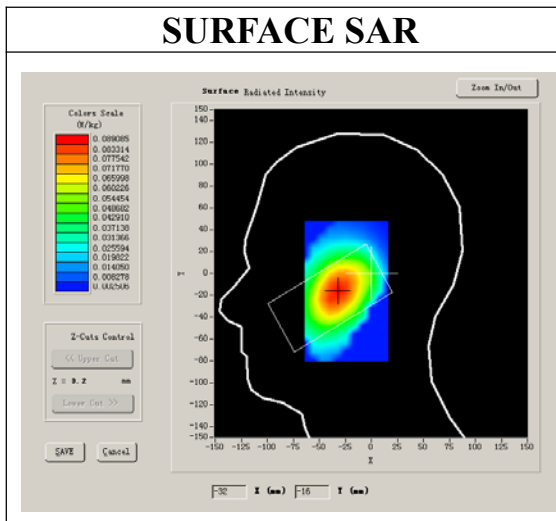 SURFACE SAR
Surface Radiated Intensity
Zoom In/Out
Colors Scale
(W/kg)
0.089085
0.083314
0.077542
0.071770
0.065998
0.060226
0.054454
0.048682
0.042910
0.037138
0.031366
0.025594
0.019822
0.014050
0.008278
0.002506
Z-Cuts Control
<< Upper Cut
Z = 3.2 mm
Lower Cut >>
SAVE Cancel
150
140
120
100
80
60
40
20
0
-20
-40
-60
-80
-100
-120
-140
-150
Y
-150 -125 -100 -75 -50 -25 0 25 50 75 100 125 150
X
-32 X (mm) -16 Y (mm)